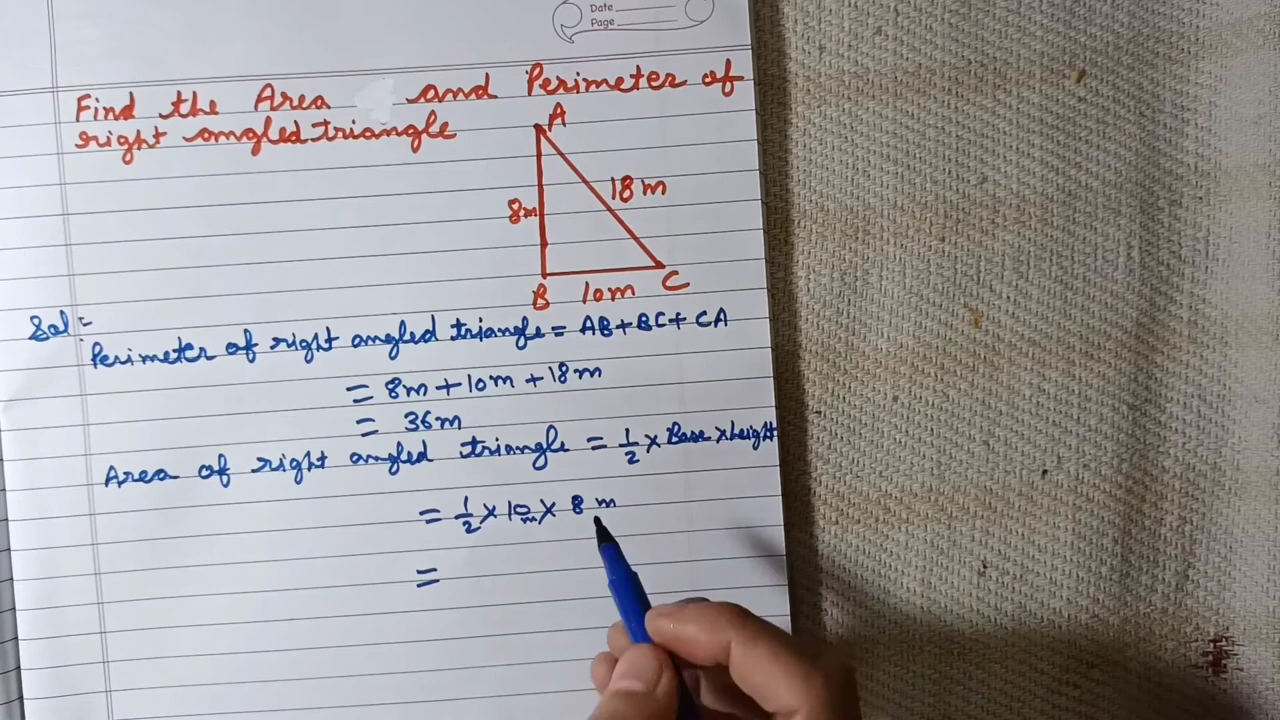 Date
Page
Find the Area and Perimeter of
right angled triangle
A
8m
18m
B
10m
C
Sol:
Perimeter of right angled triangle = AB+BC+CA
= 8m+10m+18m
= 36m
Area of right angled triangle = 1/2 × Base × height
= 1/2 × 10m × 8 m
=